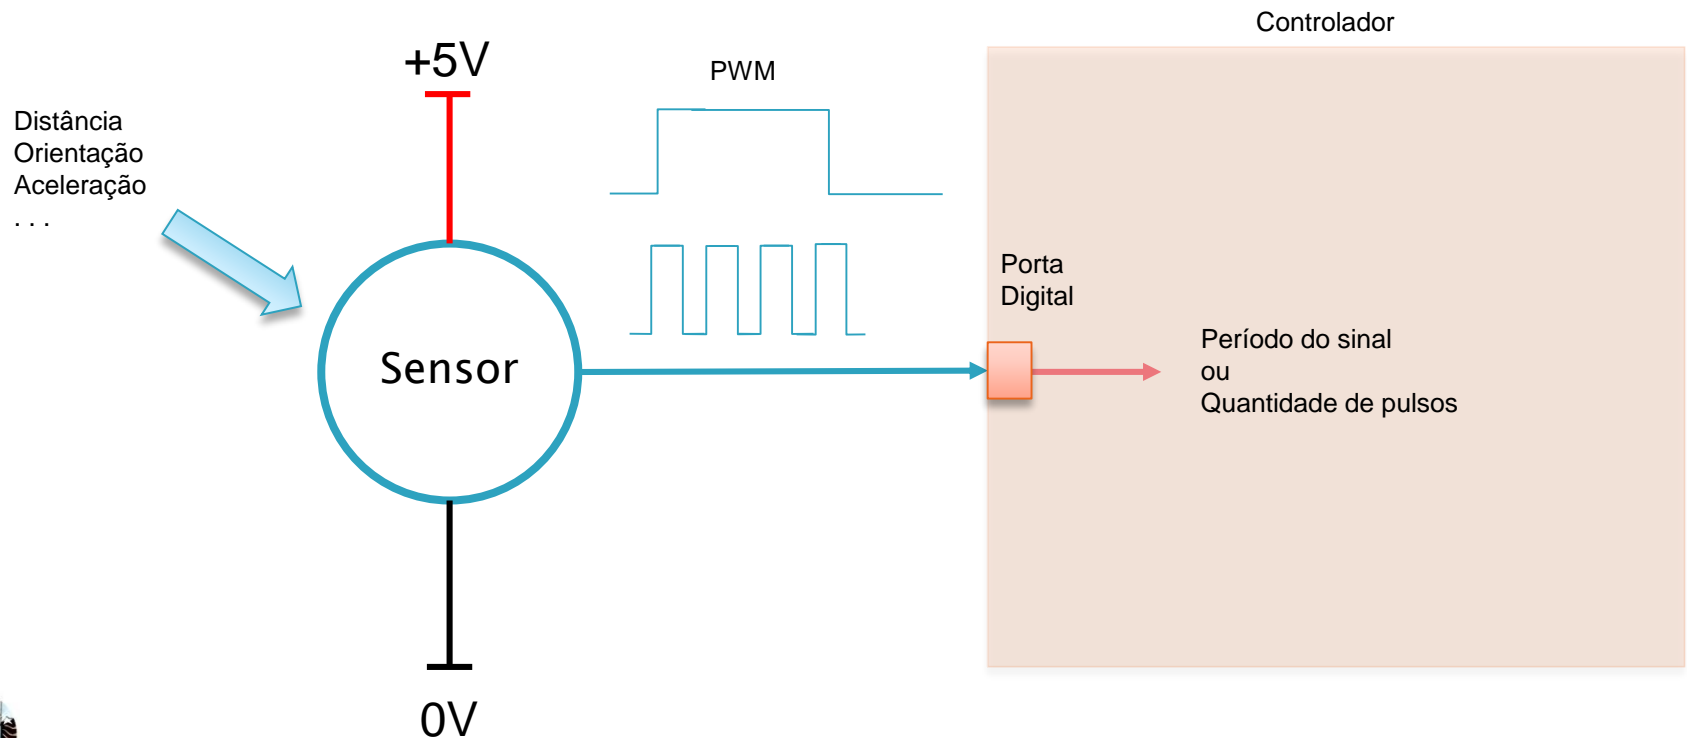 Controlador
+5V
PWM
Distância
Orientação
Aceleração
. . .
Porta
Digital
Sensor
Período do sinal
ou
Quantidade de pulsos
0V